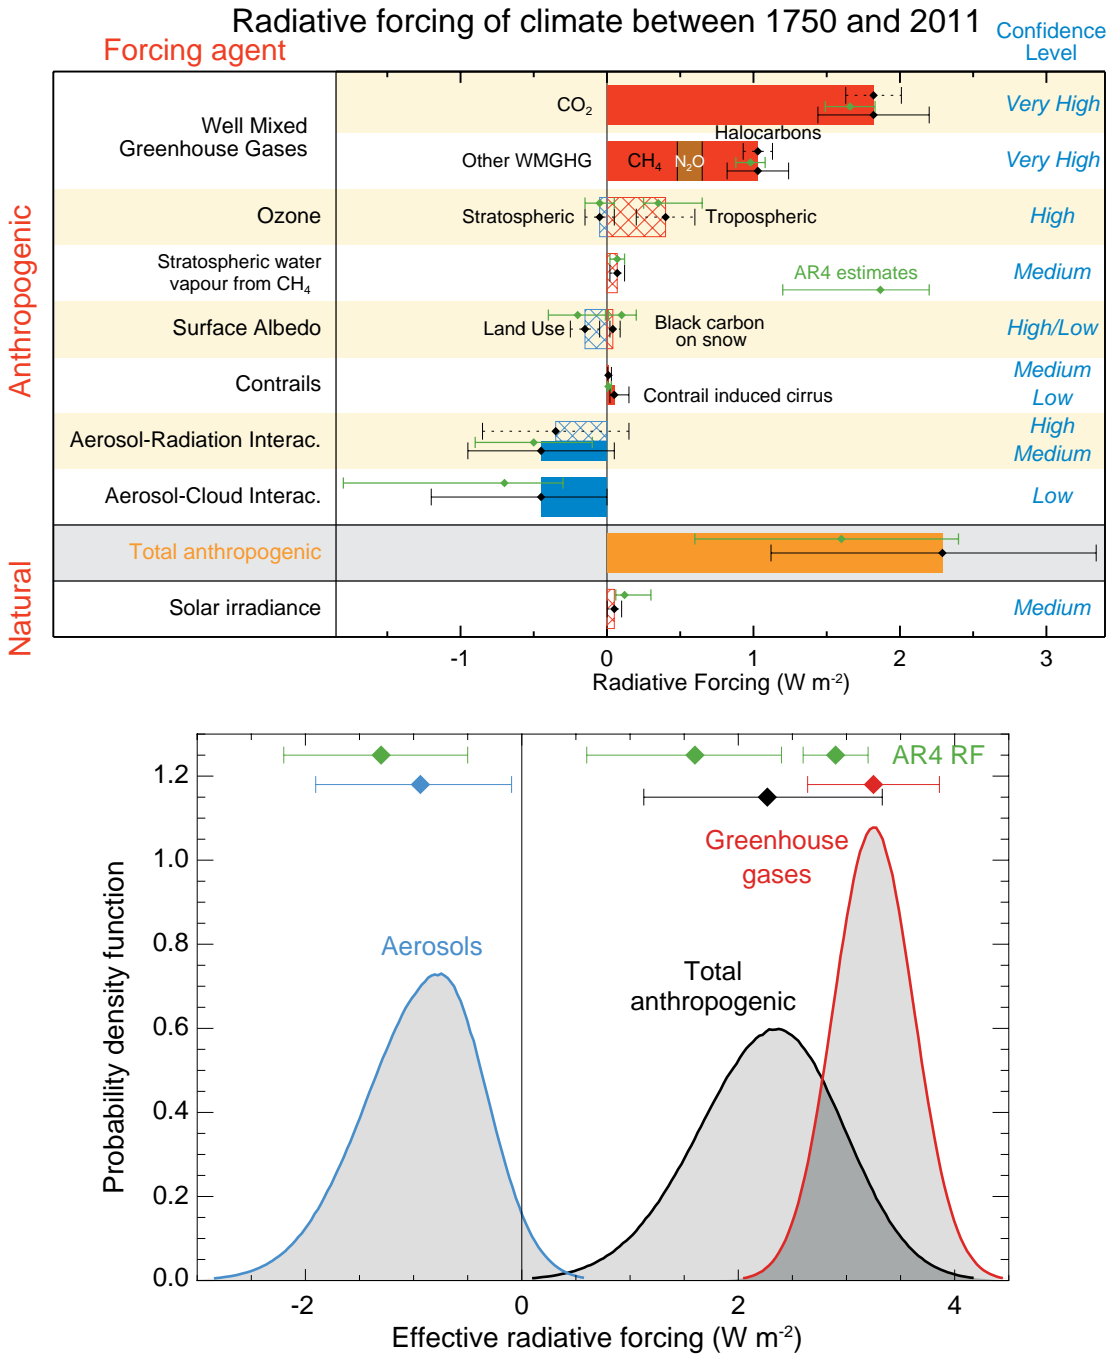 Radiative forcing of climate between 1750 and 2011
Forcing agent
Confidence
Level
Anthropogenic
Natural
Well Mixed
Greenhouse Gases
CO₂
Very High
Halocarbons
Other WMGHG
CH₄
N₂O
Very High
Ozone
Stratospheric
Tropospheric
High
Stratospheric water
vapour from CH₄
AR4 estimates
Medium
Surface Albedo
Land Use
Black carbon
on snow
High/Low
Contrails
Contrail induced cirrus
Medium
Low
Aerosol-Radiation Interac.
High
Medium
Aerosol-Cloud Interac.
Low
Total anthropogenic
Solar irradiance
Medium
-1 0 1 2 3
Radiative Forcing (W m⁻²)
AR4 RF
Greenhouse
gases
Aerosols
Total
anthropogenic
Probability density function
1.2
1.0
0.8
0.6
0.4
0.2
0.0
-2 0 2 4
Effective radiative forcing (W m⁻²)